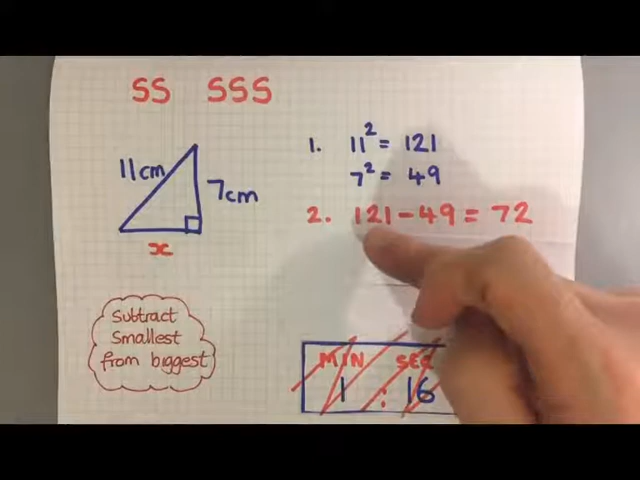 SS SSS
11cm
7cm
x
1. 11² = 121
7² = 49
2. 121 - 49 = 72
Subtract
Smallest
from biggest
MIN SEC
1 : 16